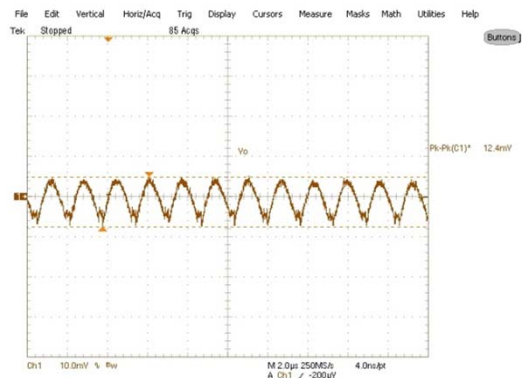 File Edit Vertical Horiz/Acq Trig Display Cursors Measure Masks Math Utilities Help
Tek Stopped 85 Acqs
Buttons
Vo
Pk-Pk(C1)* 12.4mV
Ch1 10.0mV Bw
M 2.0µs 250MS/s 4.0ns/pt
A Ch1 -200µV